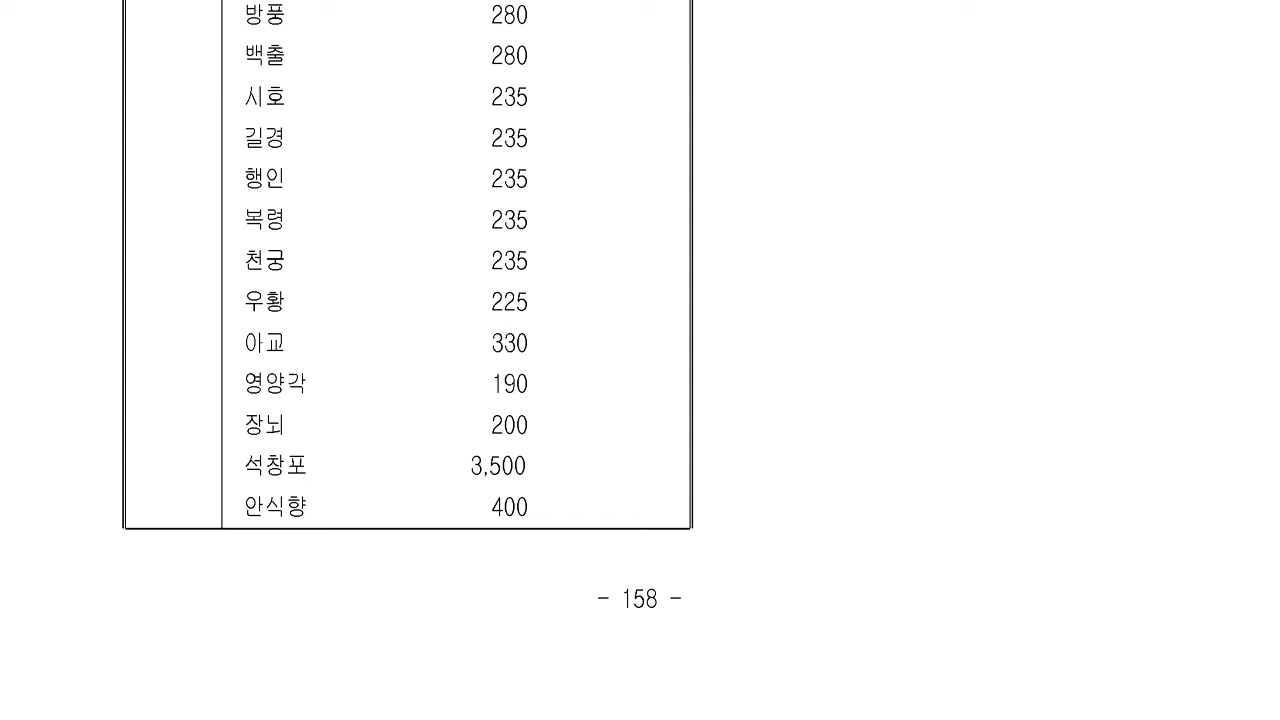 방풍 280
백출 280
시호 235
길경 235
행인 235
복령 235
천궁 235
우황 225
아교 330
영양각 190
장뇌 200
석창포 3,500
안식향 400
- 158 -